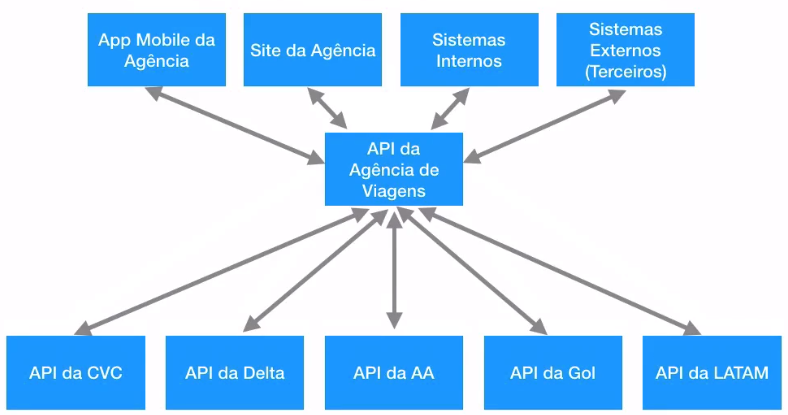 App Mobile da
Agência
Site da Agência
Sistemas
Internos
Sistemas
Externos
(Terceiros)
API da
Agência de
Viagens
API da CVC
API da Delta
API da AA
API da Gol
API da LATAM